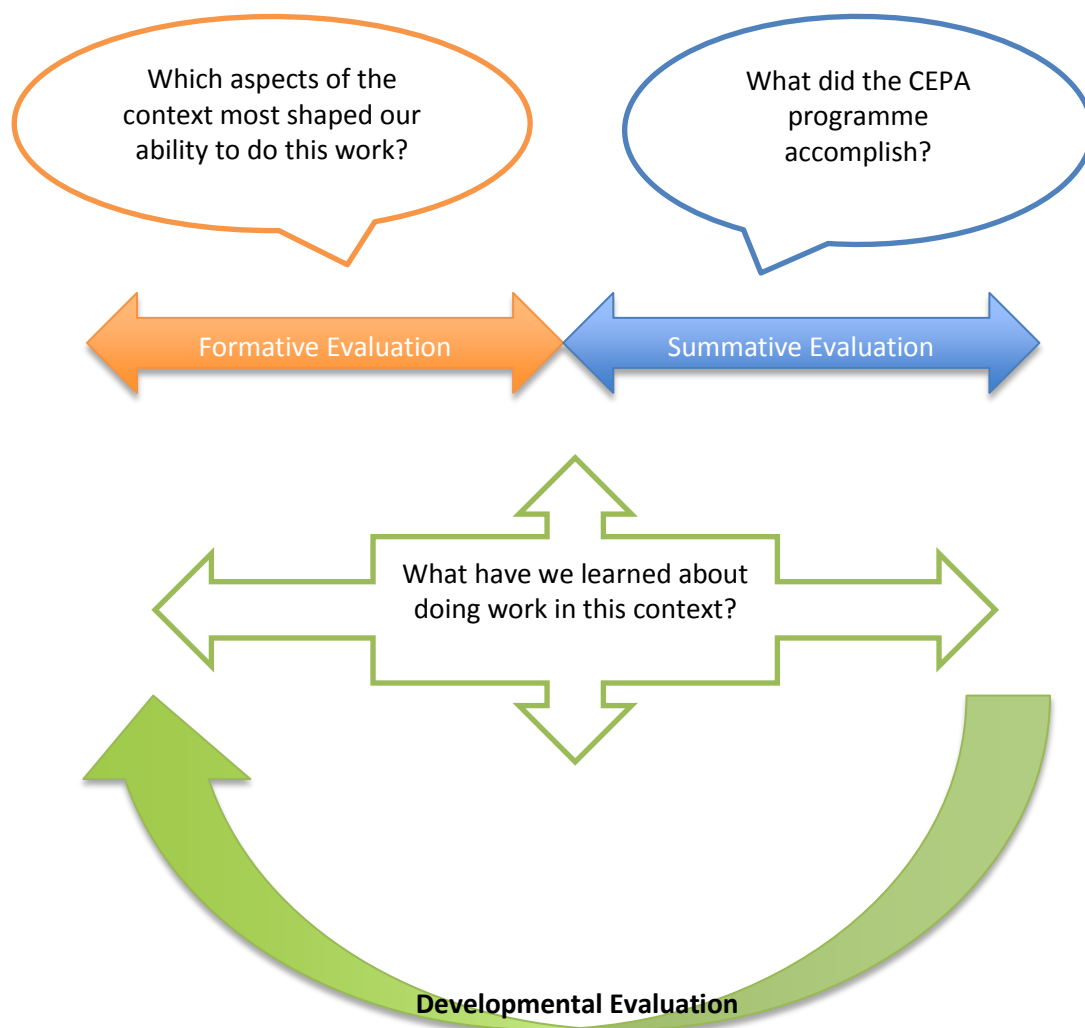 Which aspects of the
context most shaped our
ability to do this work?
What did the CEPA
programme
accomplish?
Formative Evaluation
Summative Evaluation
What have we learned about
doing work in this context?
Developmental Evaluation